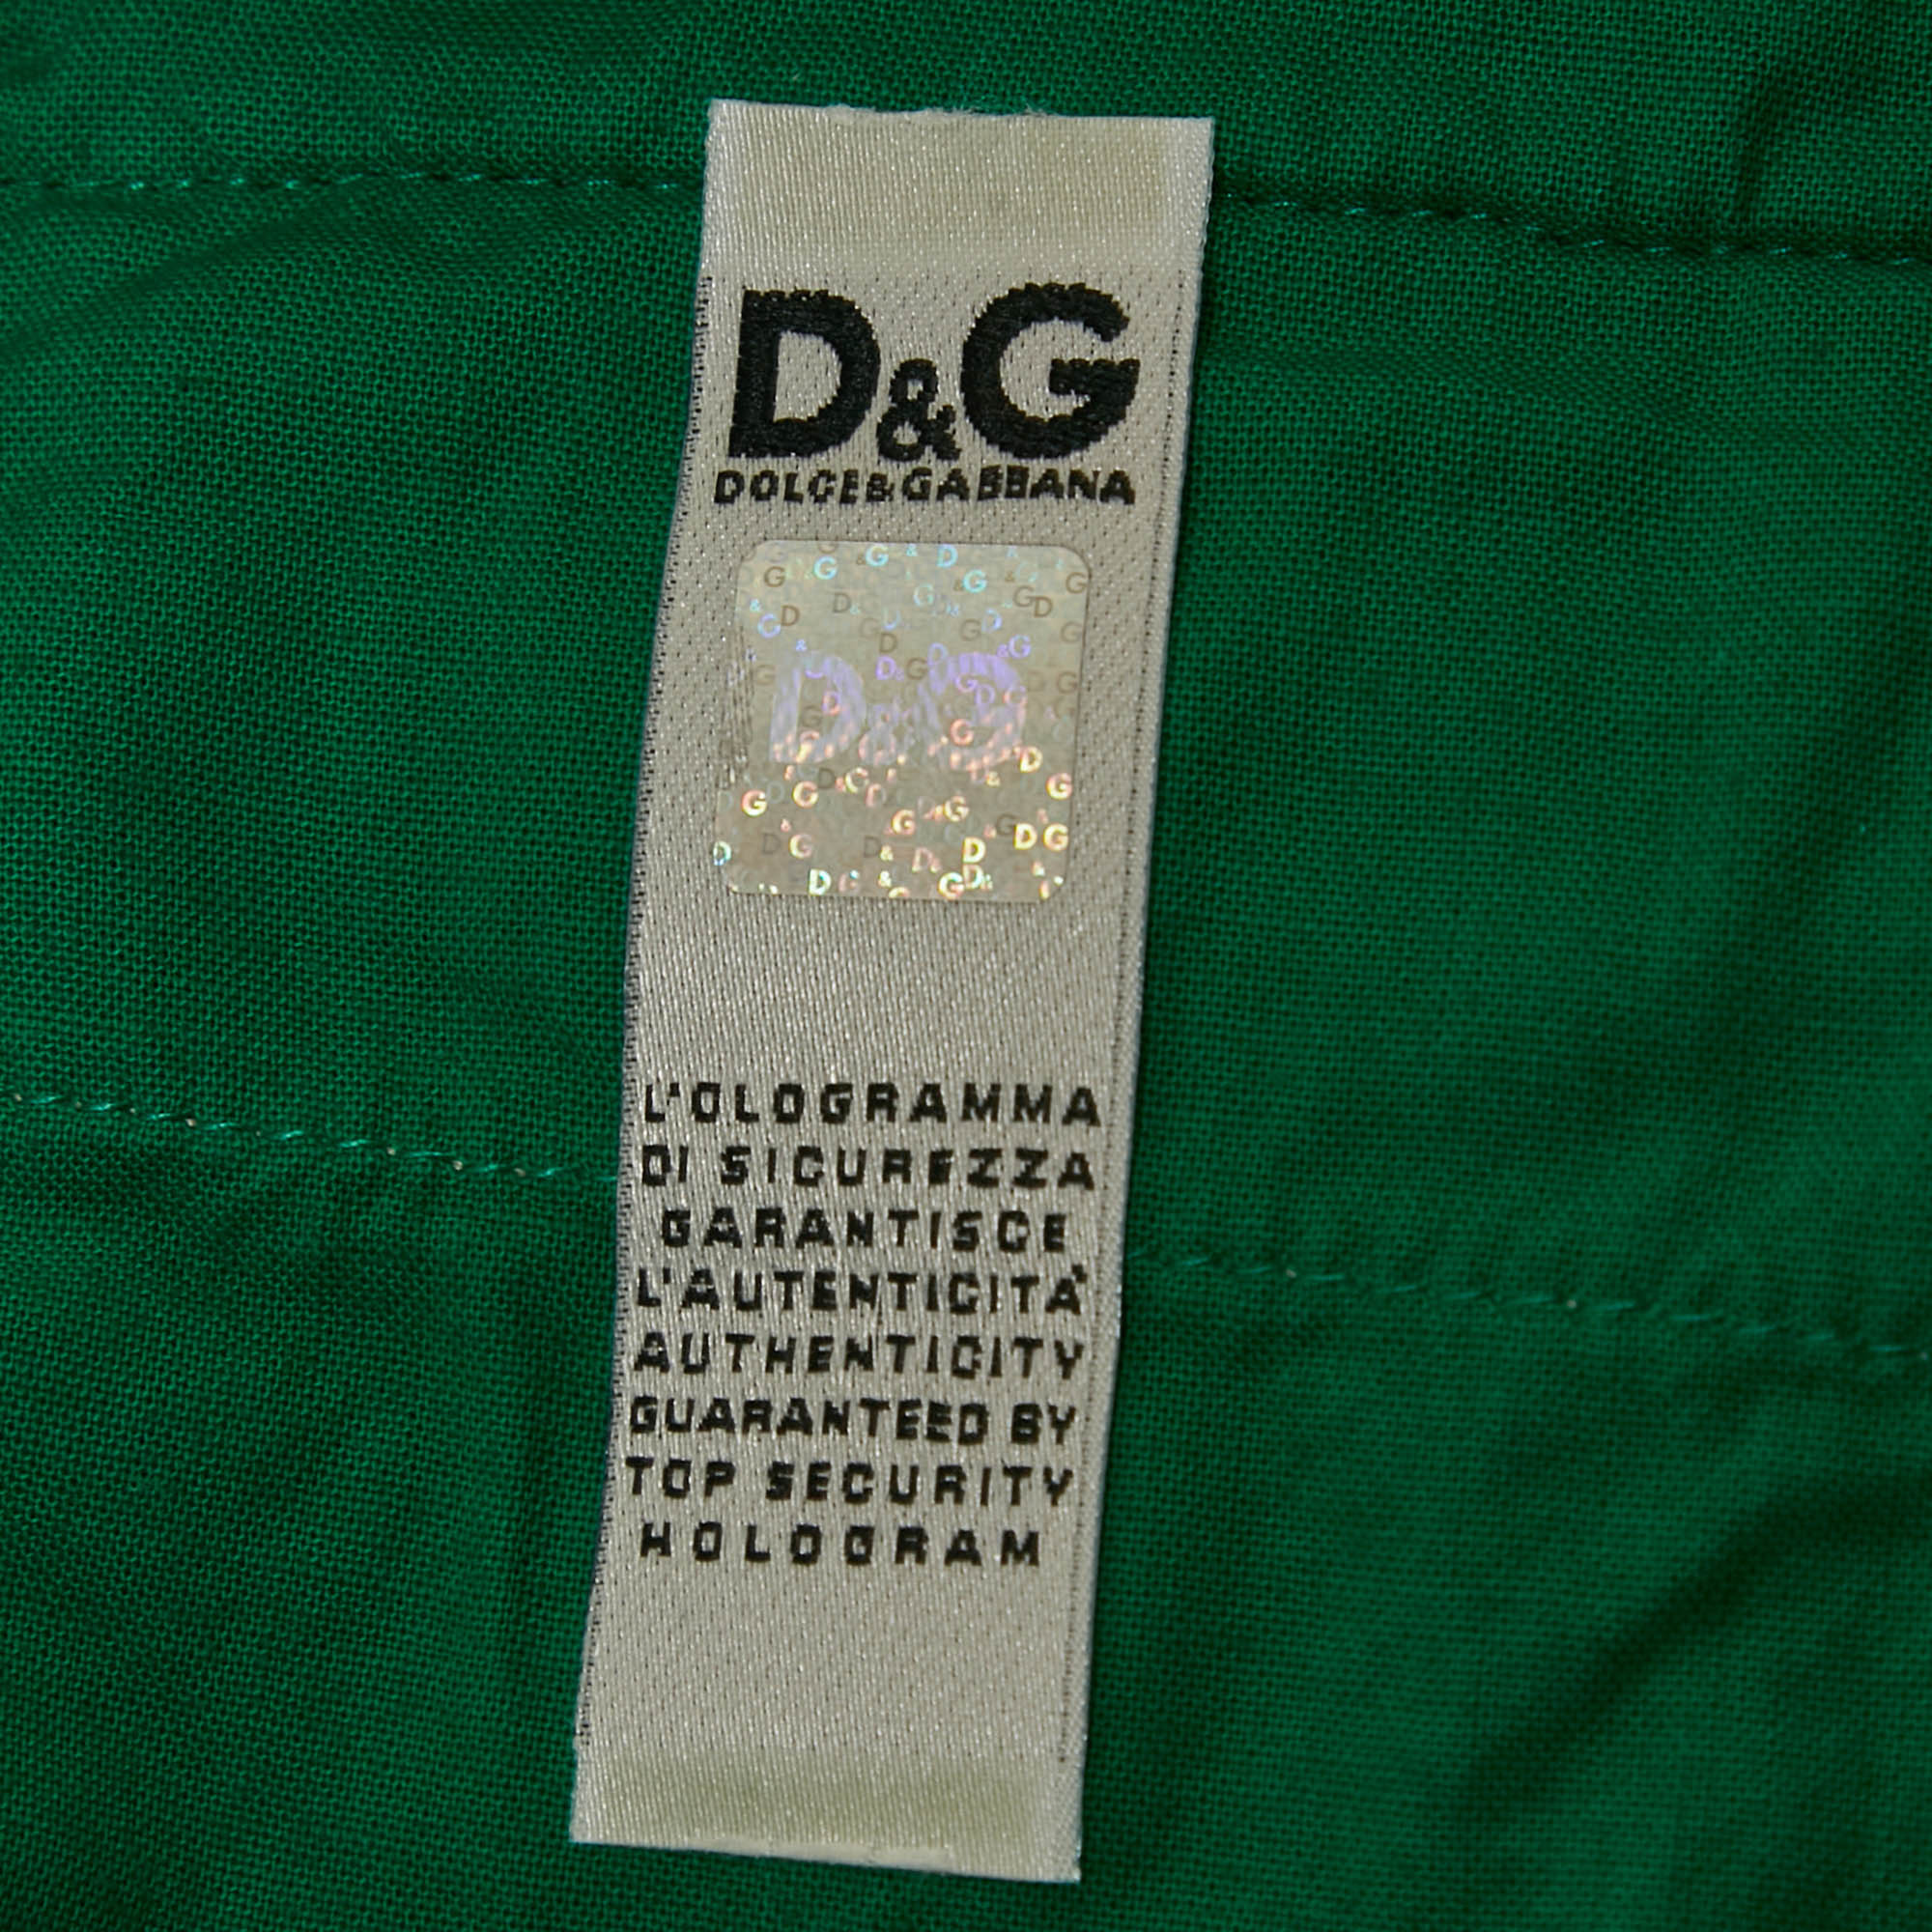 D&G
DOLCE&GABBANA
L'OLOGRAMMA
DI SICUREZZA
GARANTISCE
L'AUTENTICITÀ
AUTHENTICITY
GUARANTEED BY
TOP SECURITY
HOLOGRAM